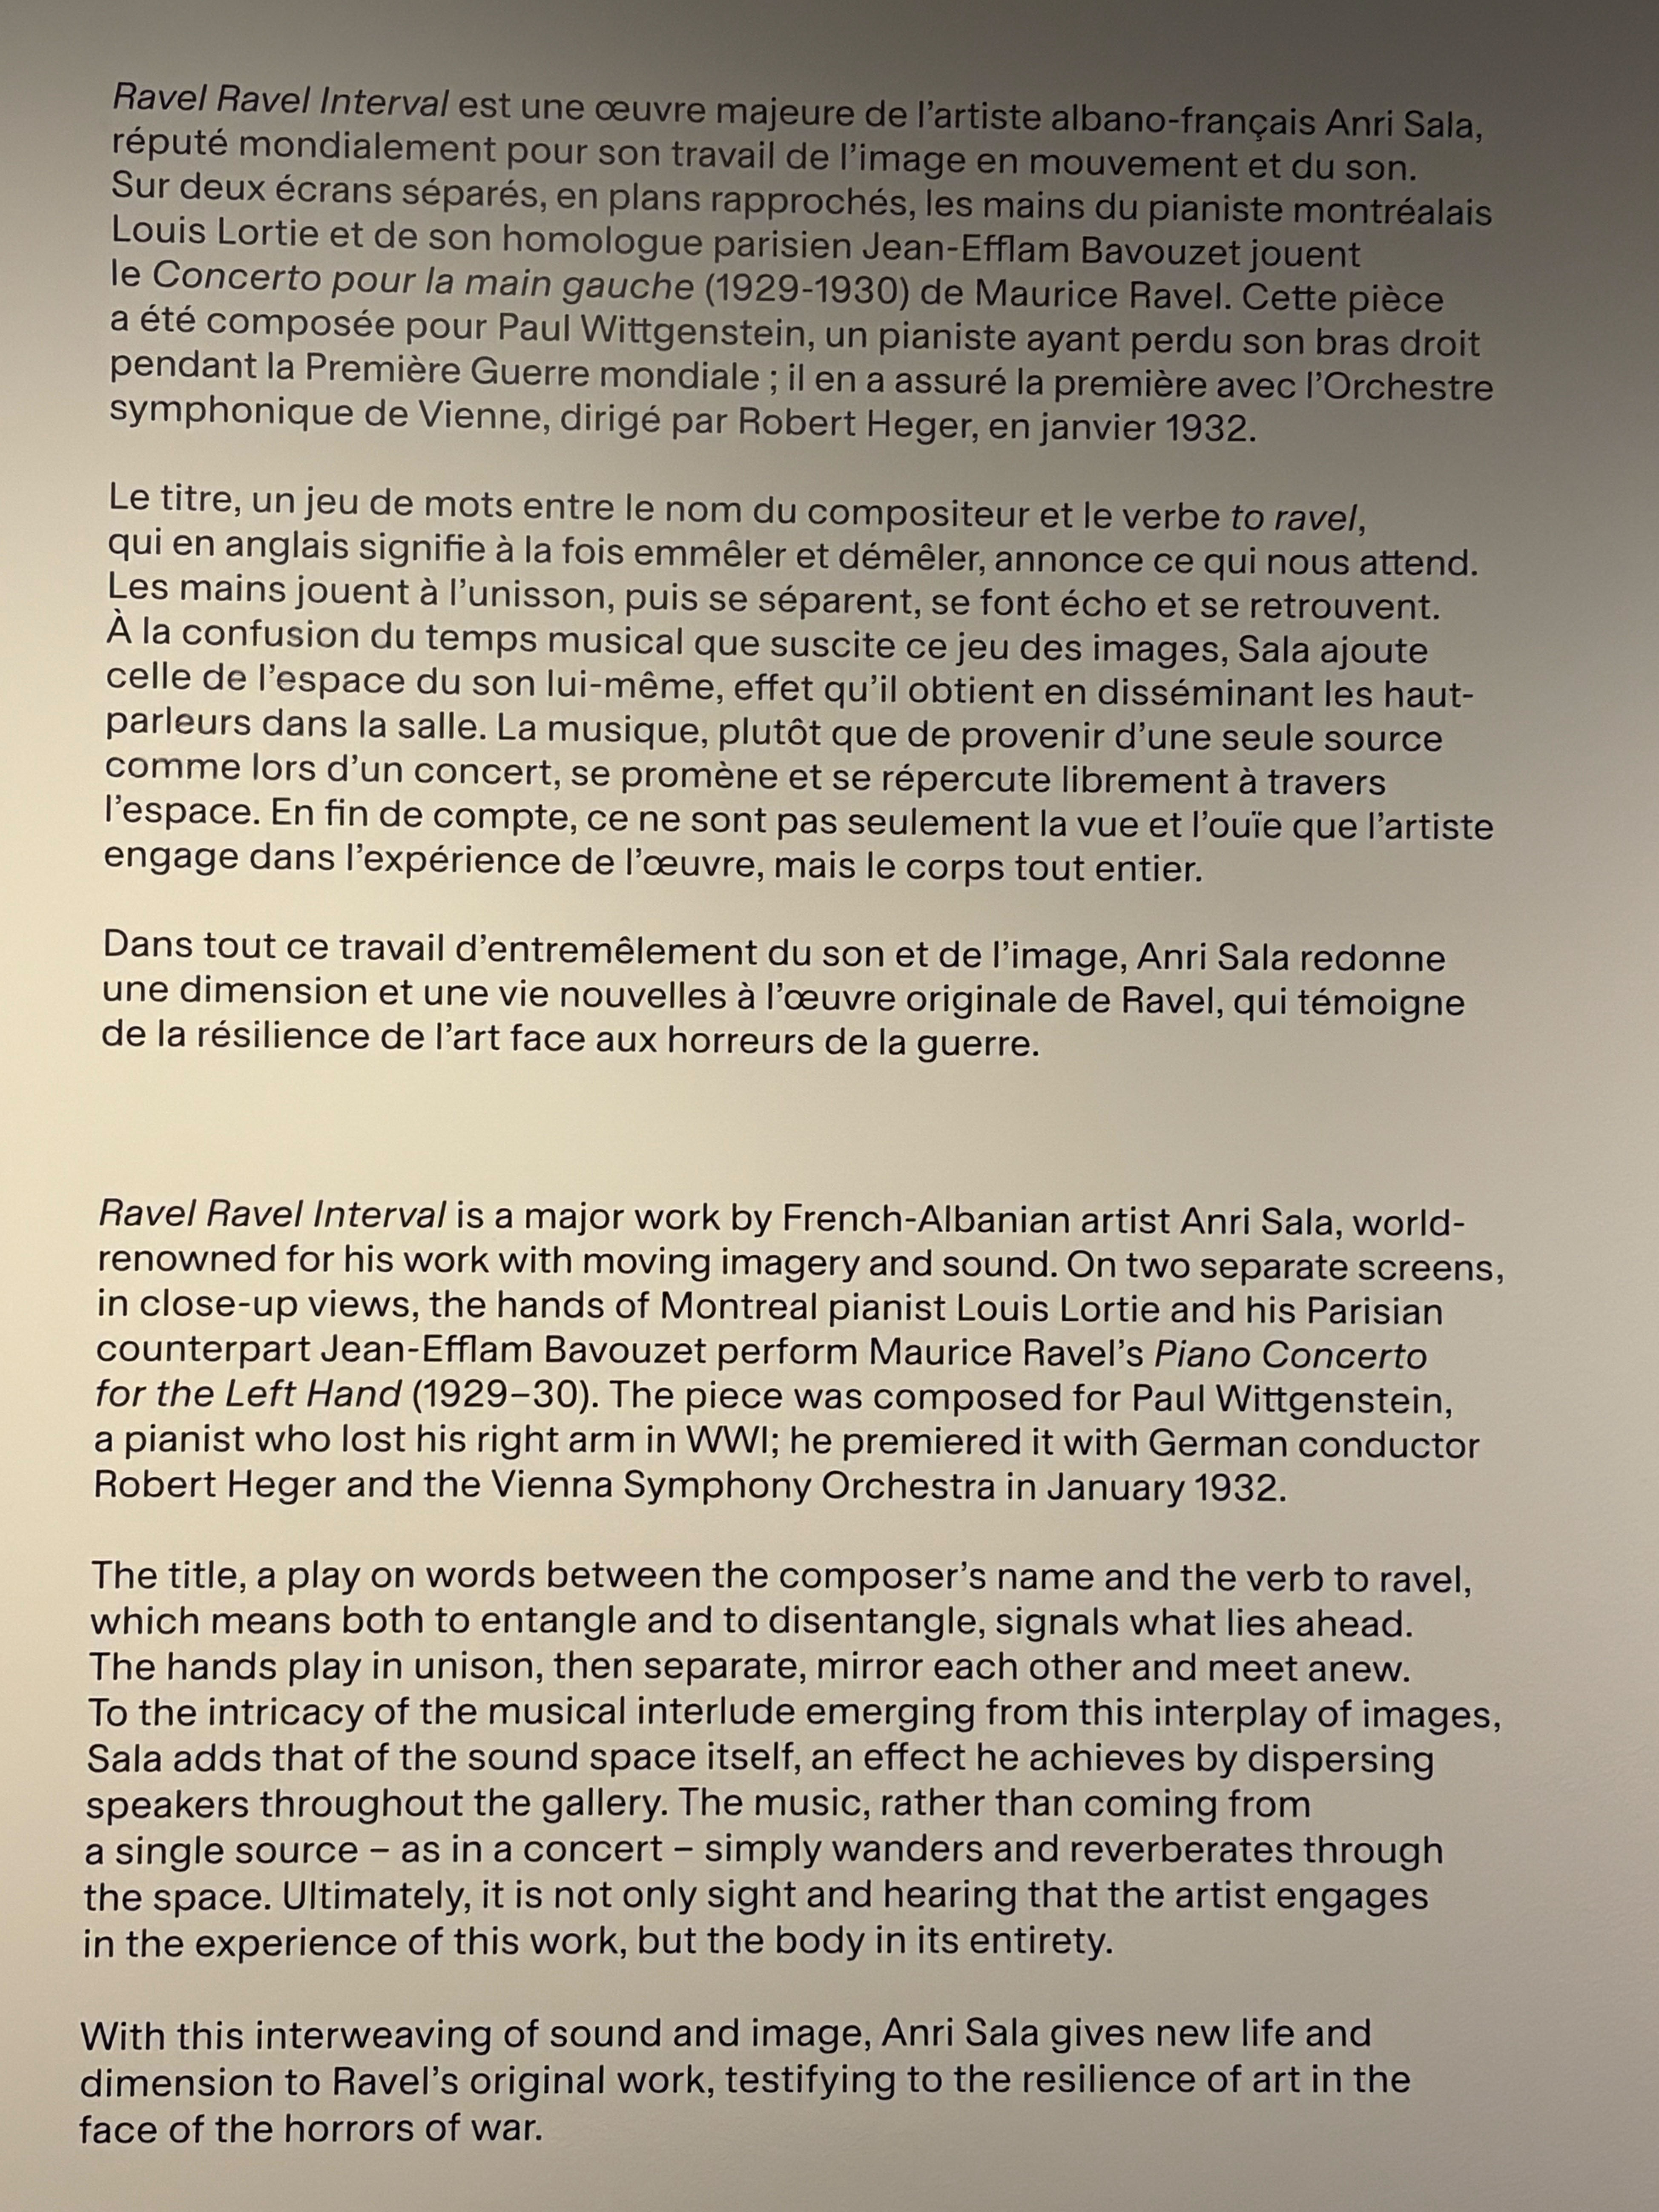 Ravel Ravel Interval est une œuvre majeure de l’artiste albano-français Anri Sala,
réputé mondialement pour son travail de l’image en mouvement et du son.
Sur deux écrans séparés, en plans rapprochés, les mains du pianiste montréalais
Louis Lortie et de son homologue parisien Jean-Efflam Bavouzet jouent
le Concerto pour la main gauche (1929-1930) de Maurice Ravel. Cette pièce
a été composée pour Paul Wittgenstein, un pianiste ayant perdu son bras droit
pendant la Première Guerre mondiale ; il en a assuré la première avec l’Orchestre
symphonique de Vienne, dirigé par Robert Heger, en janvier 1932.
Le titre, un jeu de mots entre le nom du compositeur et le verbe to ravel,
qui en anglais signifie à la fois emmêler et démêler, annonce ce qui nous attend.
Les mains jouent à l’unisson, puis se séparent, se font écho et se retrouvent.
À la confusion du temps musical que suscite ce jeu des images, Sala ajoute
celle de l’espace du son lui-même, effet qu’il obtient en disséminant les haut-
parleurs dans la salle. La musique, plutôt que de provenir d’une seule source
comme lors d’un concert, se promène et se répercute librement à travers
l’espace. En fin de compte, ce ne sont pas seulement la vue et l’ouïe que l’artiste
engage dans l’expérience de l’œuvre, mais le corps tout entier.
Dans tout ce travail d’entremêlement du son et de l’image, Anri Sala redonne
une dimension et une vie nouvelles à l’œuvre originale de Ravel, qui témoigne
de la résilience de l’art face aux horreurs de la guerre.
Ravel Ravel Interval is a major work by French-Albanian artist Anri Sala, world-
renowned for his work with moving imagery and sound. On two separate screens,
in close-up views, the hands of Montreal pianist Louis Lortie and his Parisian
counterpart Jean-Efflam Bavouzet perform Maurice Ravel’s Piano Concerto
for the Left Hand (1929–30). The piece was composed for Paul Wittgenstein,
a pianist who lost his right arm in WWI; he premiered it with German conductor
Robert Heger and the Vienna Symphony Orchestra in January 1932.
The title, a play on words between the composer’s name and the verb to ravel,
which means both to entangle and to disentangle, signals what lies ahead.
The hands play in unison, then separate, mirror each other and meet anew.
To the intricacy of the musical interlude emerging from this interplay of images,
Sala adds that of the sound space itself, an effect he achieves by dispersing
speakers throughout the gallery. The music, rather than coming from
a single source – as in a concert – simply wanders and reverberates through
the space. Ultimately, it is not only sight and hearing that the artist engages
in the experience of this work, but the body in its entirety.
With this interweaving of sound and image, Anri Sala gives new life and
dimension to Ravel’s original work, testifying to the resilience of art in the
face of the horrors of war.